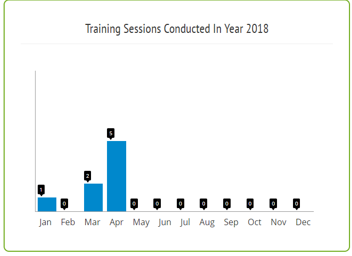 Training Sessions Conducted In Year 2018
5
2
1
0 0 0 0 0 0 0 0 0
Jan Feb Mar Apr May Jun Jul Aug Sep Oct Nov Dec